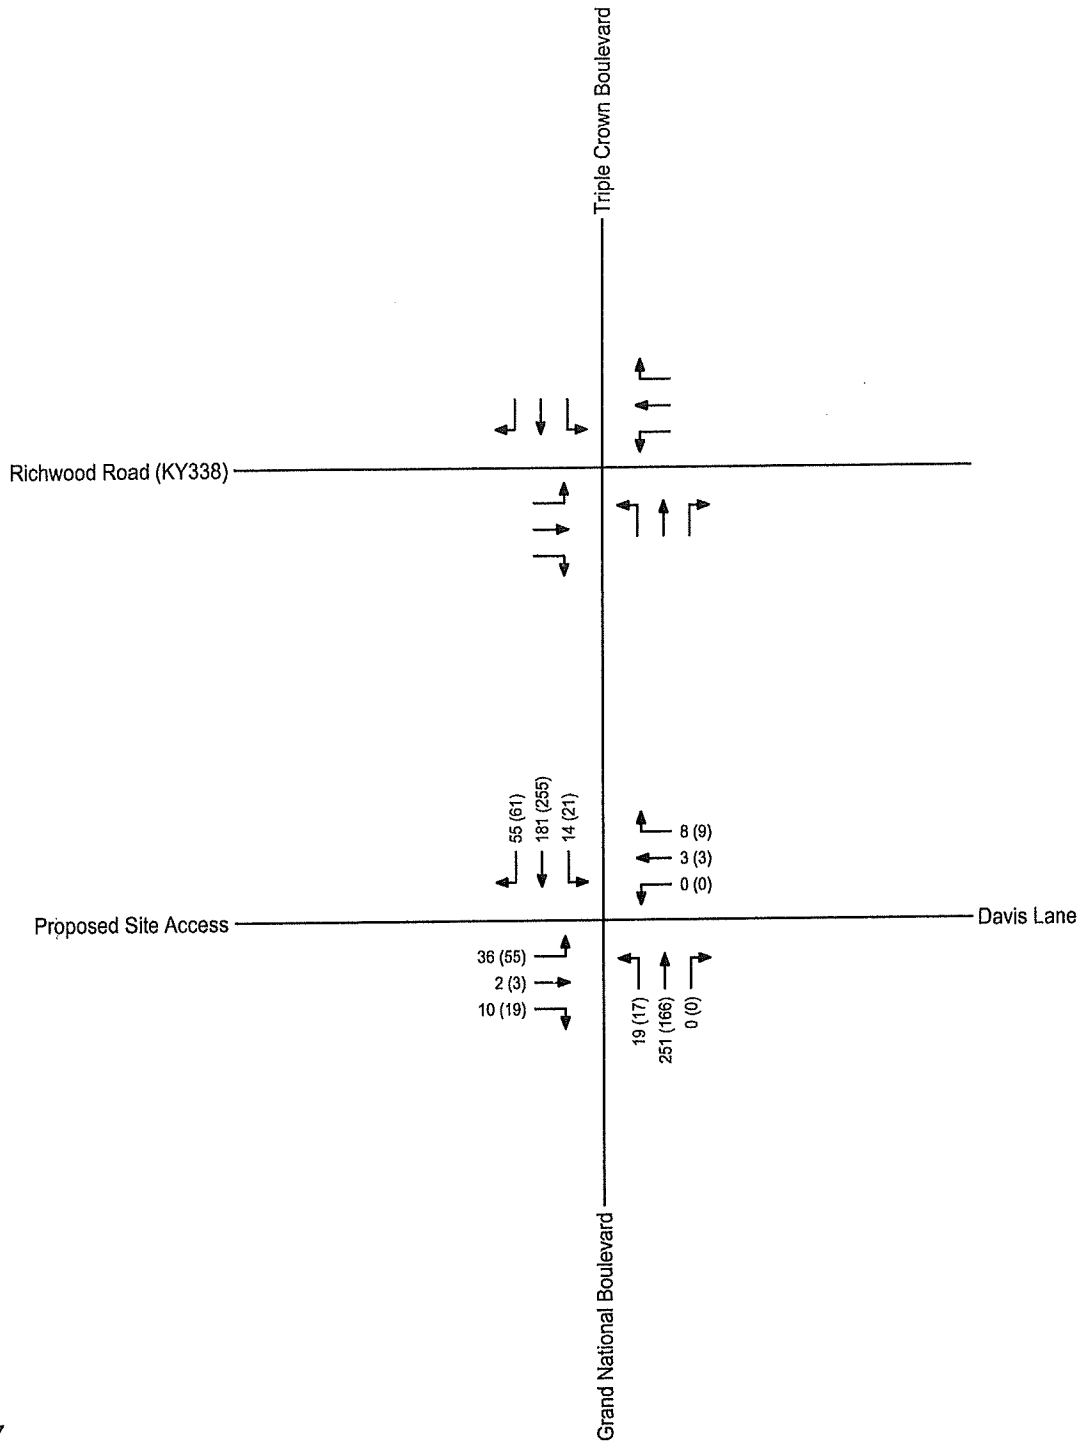 Triple Crown Boulevard
Richwood Road (KY338)
55 (61)
181 (255)
14 (21)
8 (9)
3 (3)
0 (0)
Proposed Site Access
Davis Lane
36 (55)
2 (3)
10 (19)
19 (17)
251 (166)
0 (0)
Grand National Boulevard